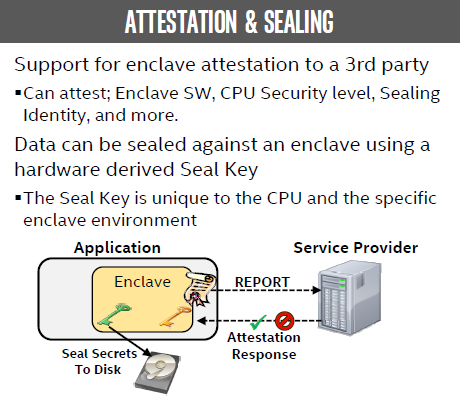 ATTESTATION & SEALING
Support for enclave attestation to a 3rd party
▪Can attest; Enclave SW, CPU Security level, Sealing
Identity, and more.
Data can be sealed against an enclave using a
hardware derived Seal Key
▪The Seal Key is unique to the CPU and the specific
enclave environment
Application
Service Provider
Enclave
REPORT
Attestation
Response
Seal Secrets
To Disk